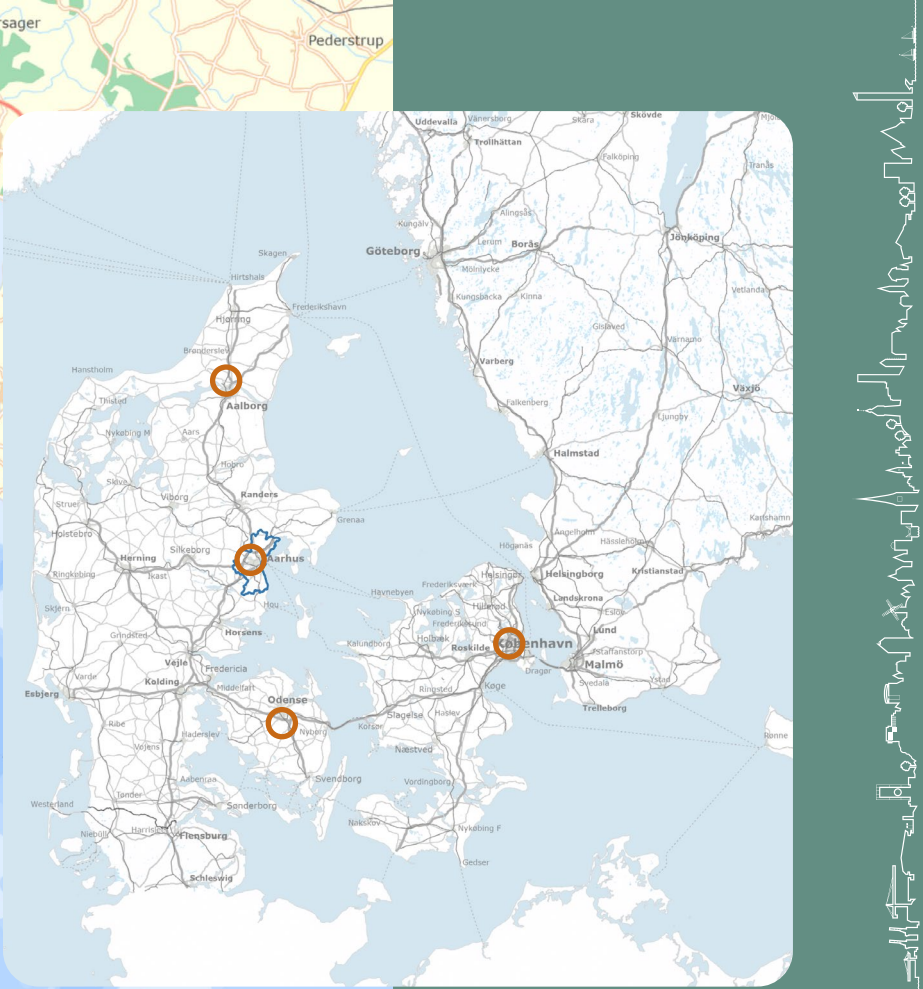 rsager
Pederstrup
Uddevalla
Vänersborg
Skara
Skövde
Trollhättan
Falköping
Tranås
Alingsås
Kungälv
Jönköping
Göteborg
Lerum
Borås
Skagen
Mölnlycke
Hirtshals
Vetlanda
Kungsbacka
Kinna
Frederikshavn
Hjørring
Gislaved
Värnamo
Brønderslev
Varberg
Hanstholm
Växjö
Thisted
Falkenberg
Aalborg
Ljungby
Nykøbing M
Aars
Halmstad
Hobro
Skive
Viborg
Randers
Struer
Grenaa
Karlshamn
Holstebro
Ängelholm
Hässleholm
Höganäs
Silkeborg
Herning
Aarhus
Kristianstad
Ikast
Helsingør
Helsingborg
Ringkøbing
Frederiksværk
Havnebyen
Landskrona
Skjern
Hou
Hillerød
Nykøbing S
Eslöv
Frederikssund
Lund
Grindsted
Horsens
Holbæk
København
Kalundborg
Roskilde
Staffanstorp
Vejle
Malmö
Fredericia
Dragør
Varde
Kolding
Svedala
Ystad
Middelfart
Ringsted
Køge
Esbjerg
Odense
Trelleborg
Slagelse
Haslev
Ribe
Korsør
Haderslev
Nyborg
Rønne
Vojens
Næstved
Aabenraa
Svendborg
Vordingborg
Tønder
Westerland
Sønderborg
Nakskov
Harrislee
Nykøbing F
Niebüll
Flensburg
Gedser
Schleswig